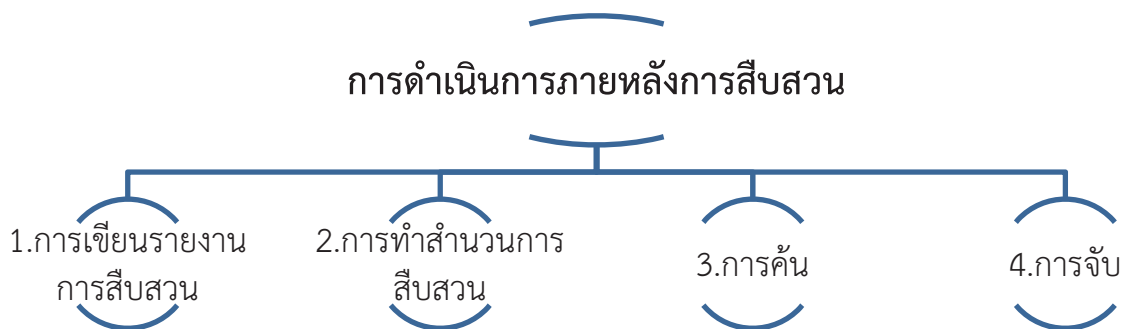 การดำเนินการภายหลังการสืบสวน
1.การเขียนรายงาน
การสืบสวน
2.การทำสำนวนการ
สืบสวน
3.การค้น
4.การจับ